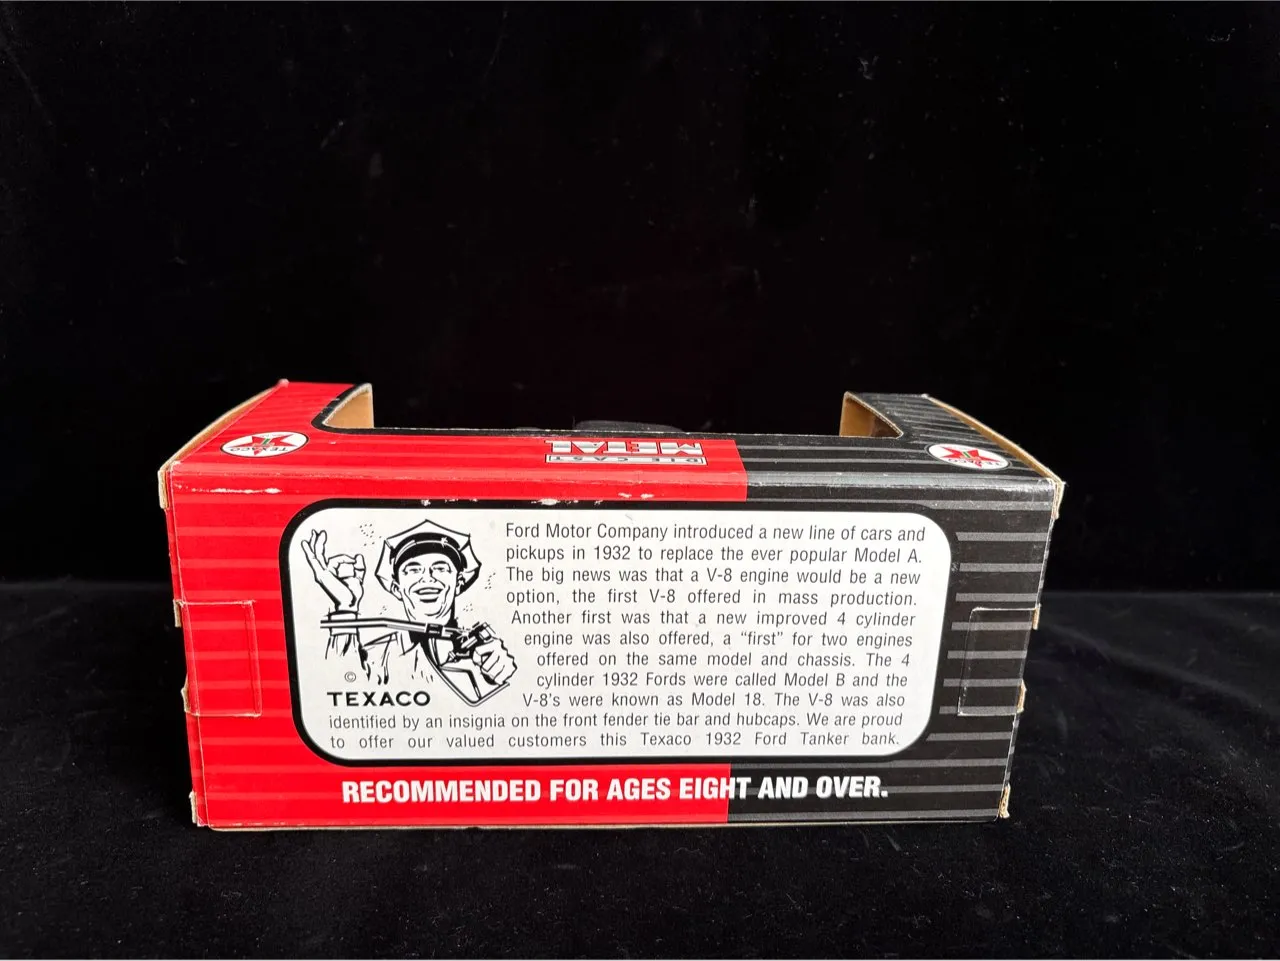 TEXACO
TEXACO
DIE CAST
METAL
Ford Motor Company introduced a new line of cars and
pickups in 1932 to replace the ever popular Model A.
The big news was that a V-8 engine would be a new
option, the first V-8 offered in mass production.
Another first was that a new improved 4 cylinder
engine was also offered, a “first” for two engines
offered on the same model and chassis. The 4
cylinder 1932 Fords were called Model B and the
V-8’s were known as Model 18. The V-8 was also
identified by an insignia on the front fender tie bar and hubcaps. We are proud
to offer our valued customers this Texaco 1932 Ford Tanker bank.
©
TEXACO
RECOMMENDED FOR AGES EIGHT AND OVER.